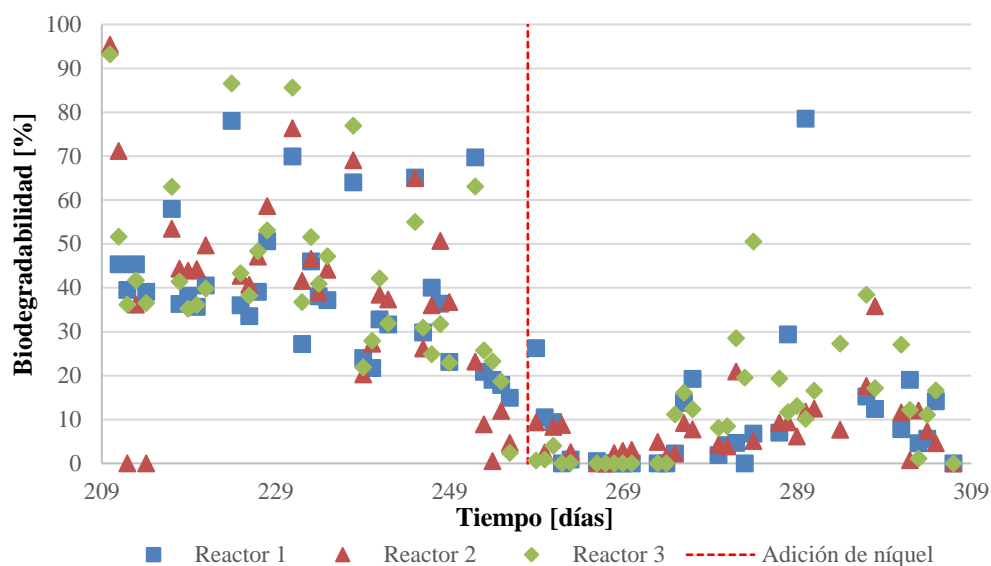 100
90
80
70
60
50
40
30
20
10
0
Biodegradabilidad [%]
209 229 249 269 289 309
Tiempo [días]
Reactor 1 Reactor 2 Reactor 3 Adición de níquel